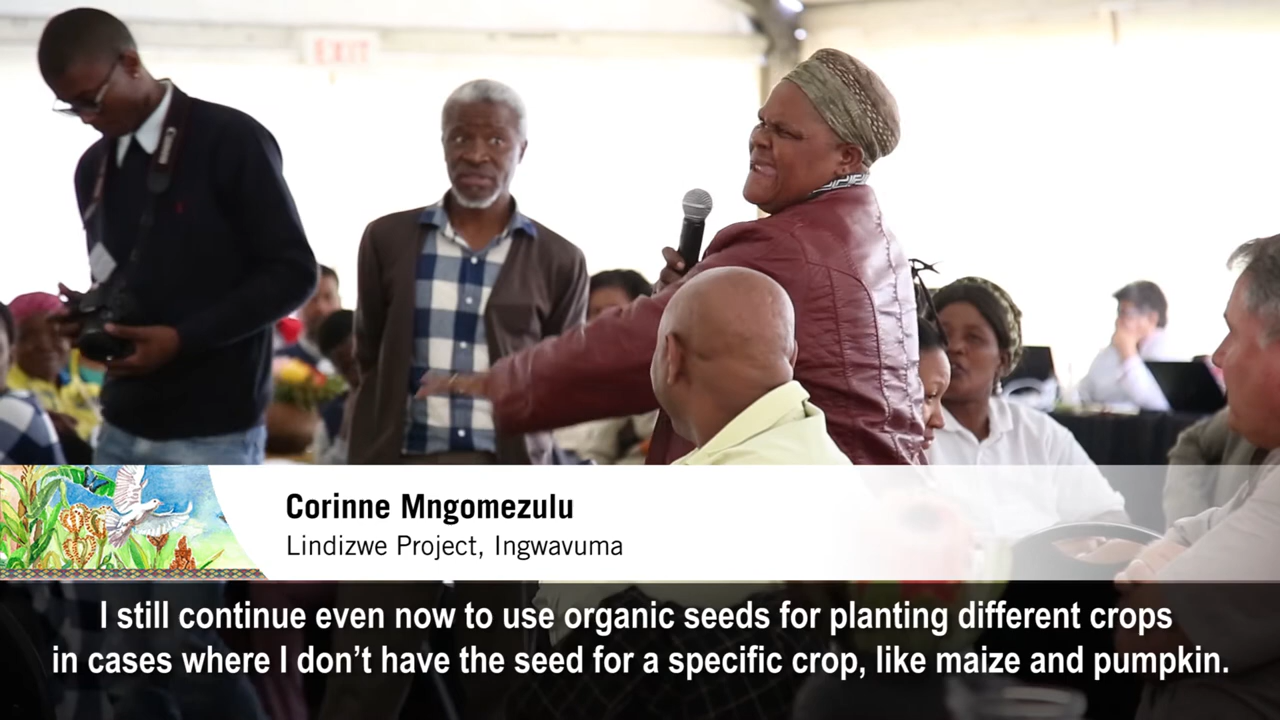 EXIT
Corinne Mngomezulu
Lindizwe Project, Ingwavuma
I still continue even now to use organic seeds for planting different crops
in cases where I don't have the seed for a specific crop, like maize and pumpkin.